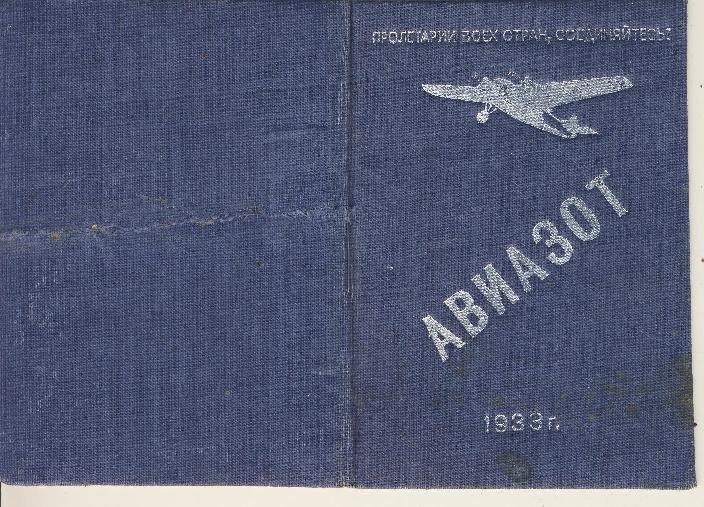 ПРОЛЕТАРИИ ВСЕХ СТРАН, СОЕДИНЯЙТЕСЬ!
АВИАЗОТ
1933 г.